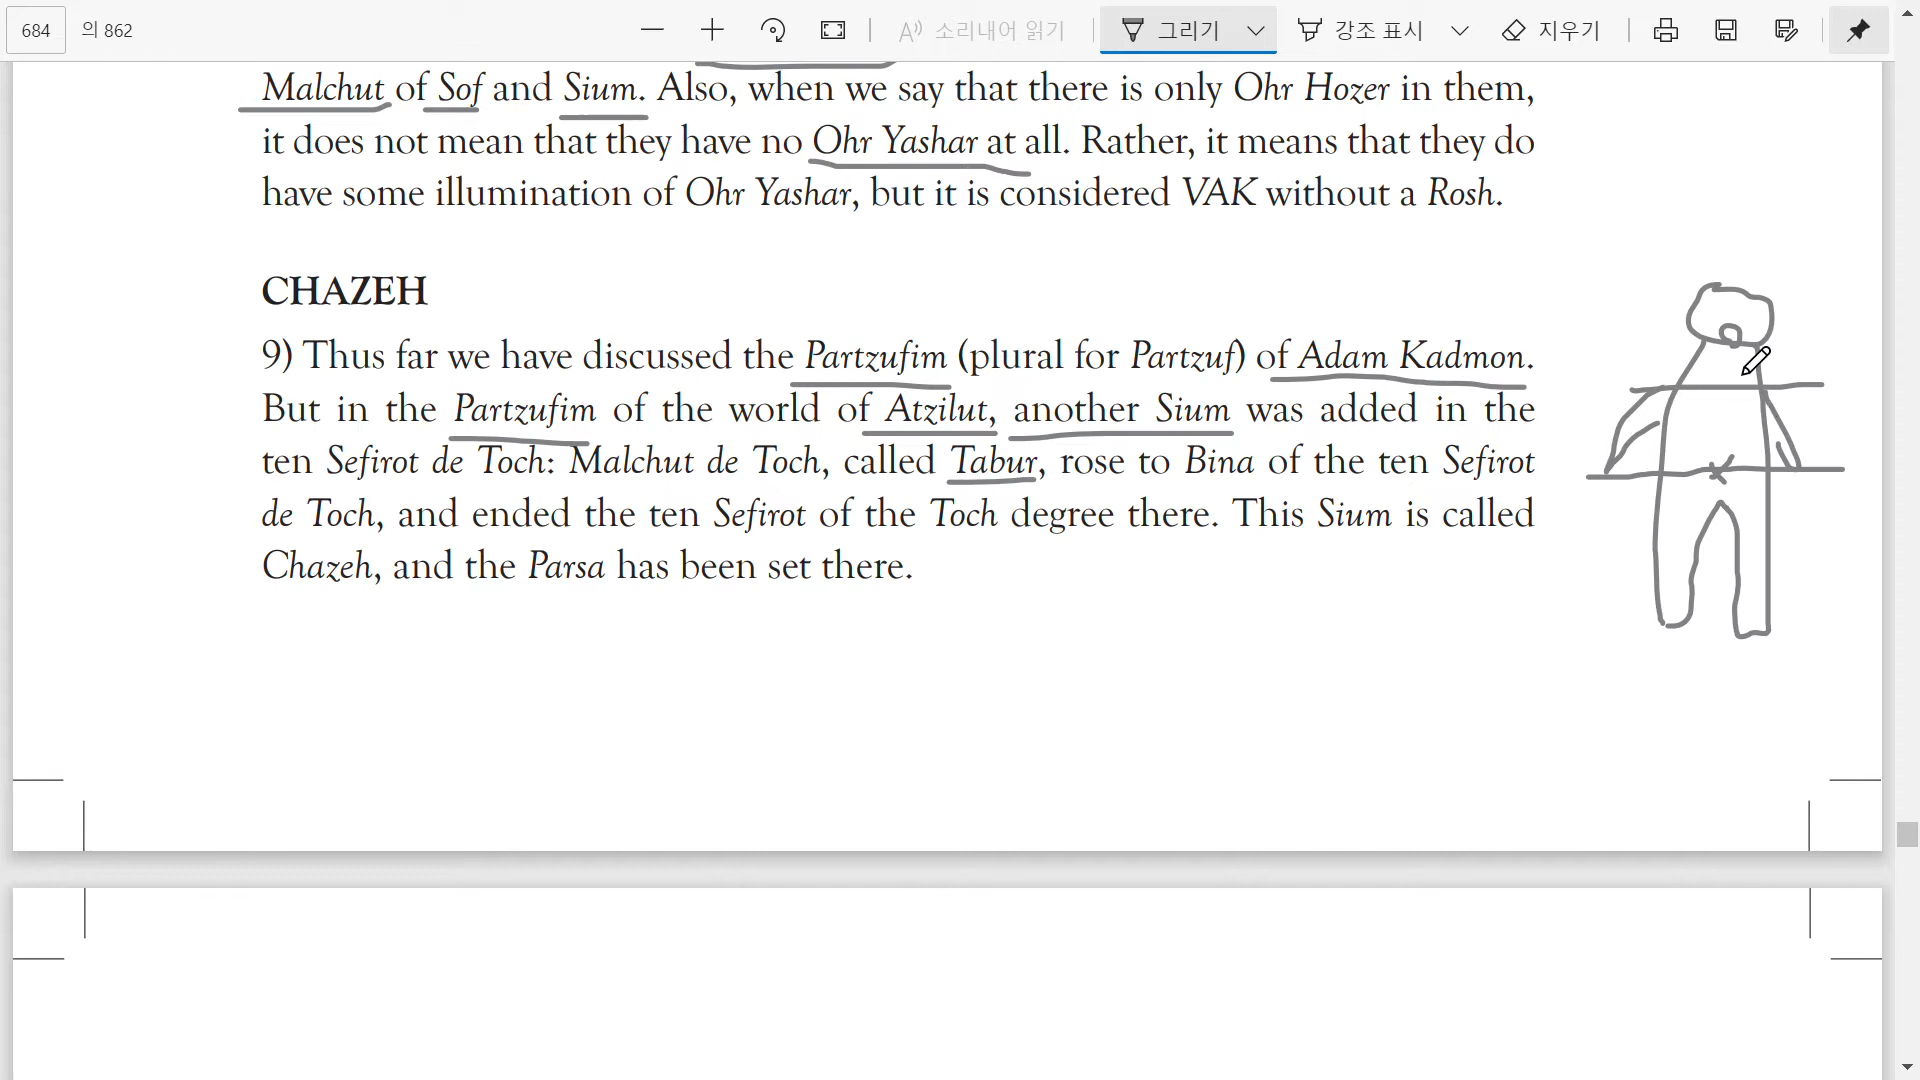 684 의 862 A 소리내어 읽기 그리기 강조 표시 지우기
Malchut of Sof and Sium. Also, when we say that there is only Ohr Hozer in them,
it does not mean that they have no Ohr Yashar at all. Rather, it means that they do
have some illumination of Ohr Yashar, but it is considered VAK without a Rosh.
CHAZEH
9) Thus far we have discussed the Partzufim (plural for Partzuf) of Adam Kadmon.
But in the Partzufim of the world of Atzilut, another Sium was added in the
ten Sefirot de Toch: Malchut de Toch, called Tabur, rose to Bina of the ten Sefirot
de Toch, and ended the ten Sefirot of the Toch degree there. This Sium is called
Chazeh, and the Parsa has been set there.